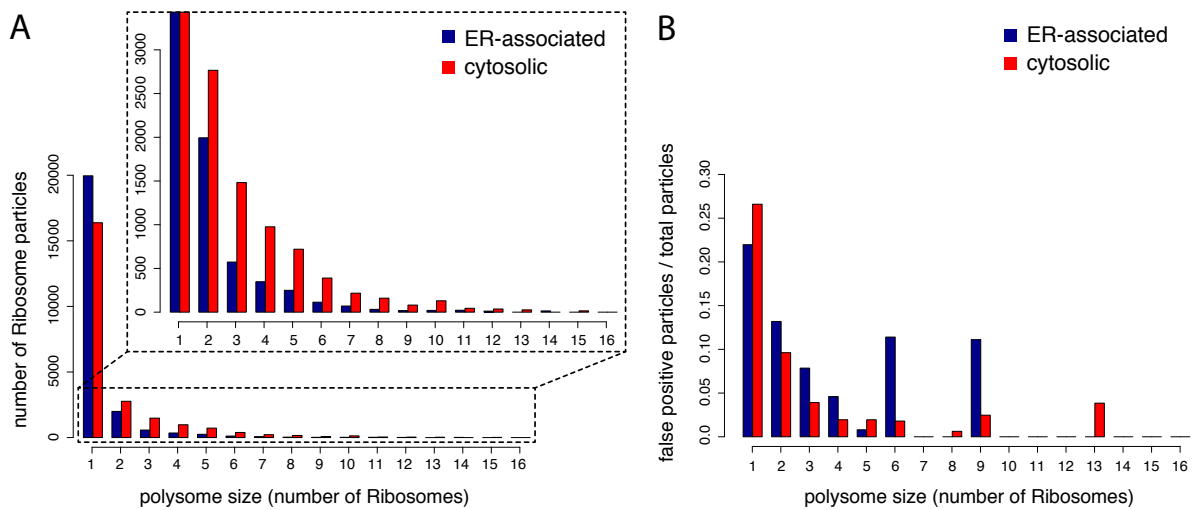 A
ER-associated
cytosolic
number of Ribosome particles
0 5000 10000 15000 20000
0 500 1000 1500 2000 2500 3000
1 2 3 4 5 6 7 8 9 10 11 12 13 14 15 16
1 2 3 4 5 6 7 8 9 10 11 12 13 14 15 16
polysome size (number of Ribosomes)
B
ER-associated
cytosolic
false positive particles / total particles
0.0 0.05 0.10 0.15 0.20 0.25 0.30
1 2 3 4 5 6 7 8 9 10 11 12 13 14 15 16
polysome size (number of Ribosomes)